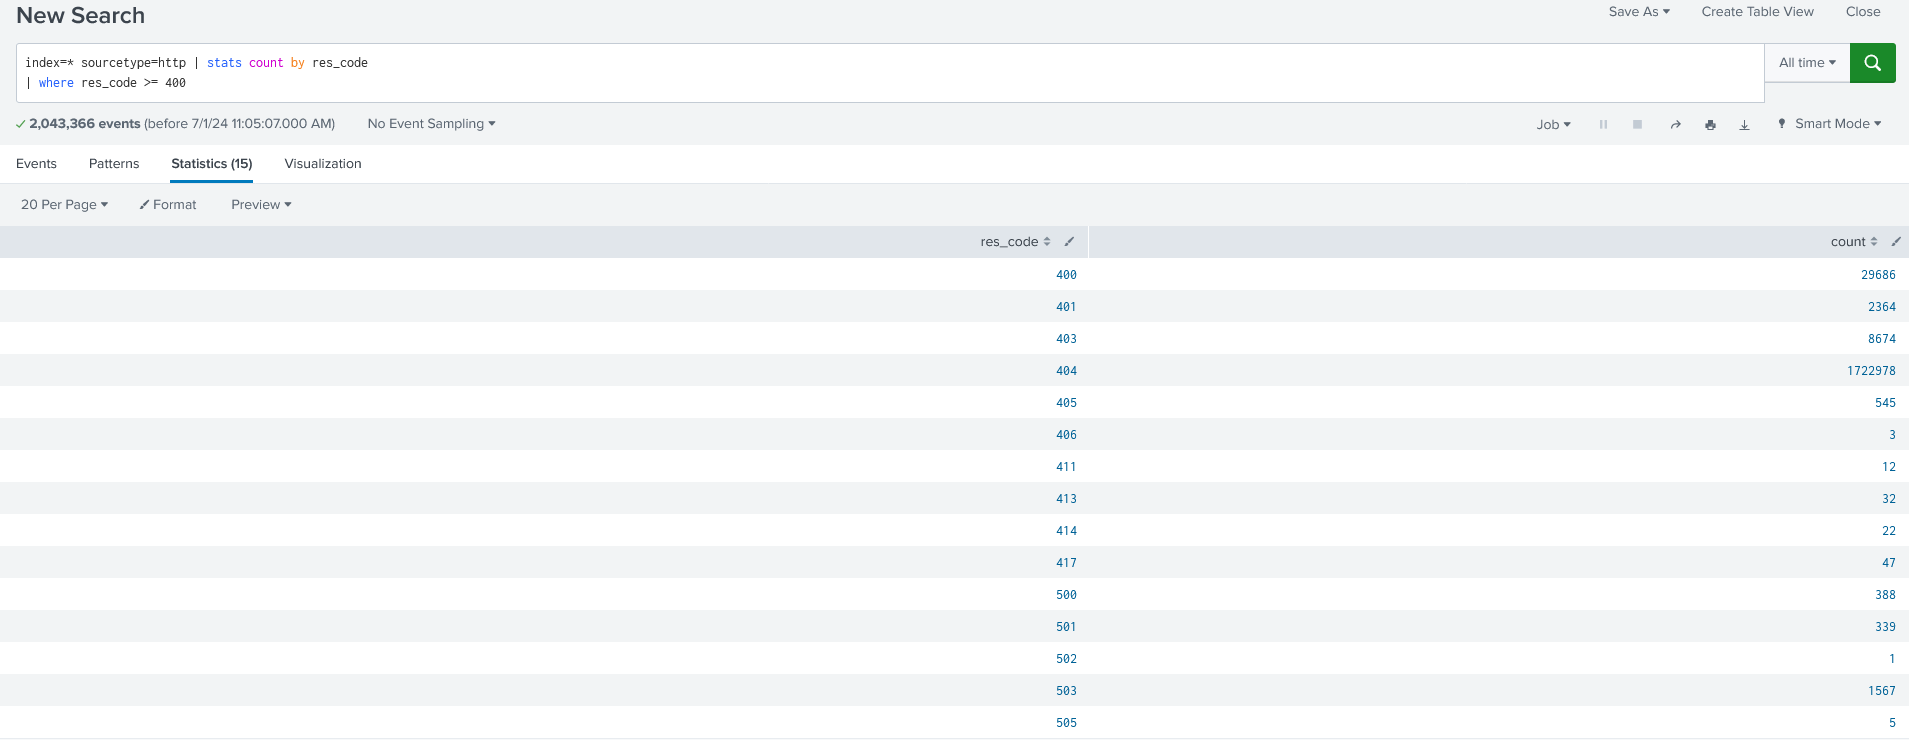 New Search
Save As Create Table View Close
index=* sourcetype=http | stats count by res_code
| where res_code >= 400
All time
2,043,366 events (before 7/1/24 11:05:07.000 AM) No Event Sampling
Job Smart Mode
Events Patterns Statistics (15) Visualization
20 Per Page Format Preview
res_code count
400 29686
401 2364
403 8674
404 1722978
405 545
406 3
411 12
413 32
414 22
417 47
500 388
501 339
502 1
503 1567
505 5